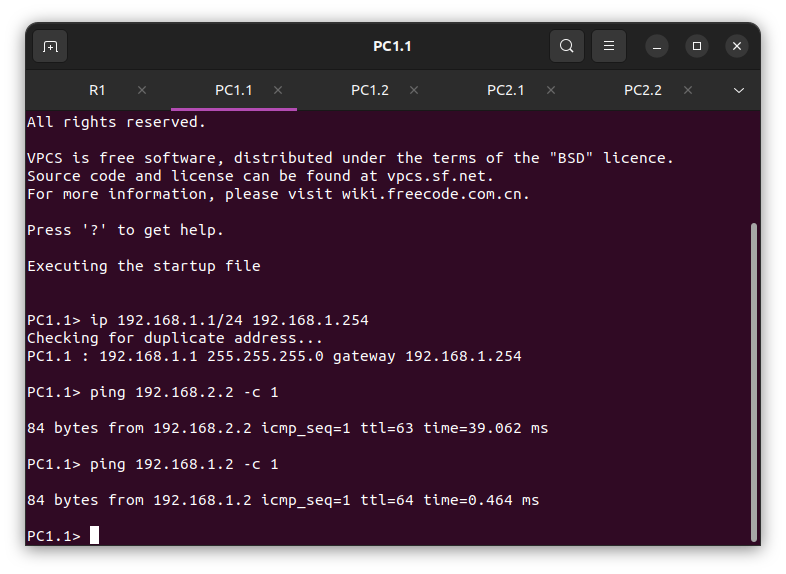 PC1.1
R1 PC1.1 PC1.2 PC2.1 PC2.2
All rights reserved.
VPCS is free software, distributed under the terms of the "BSD" licence.
Source code and license can be found at vpcs.sf.net.
For more information, please visit wiki.freecode.com.cn.
Press '?' to get help.
Executing the startup file
PC1.1> ip 192.168.1.1/24 192.168.1.254
Checking for duplicate address...
PC1.1 : 192.168.1.1 255.255.255.0 gateway 192.168.1.254
PC1.1> ping 192.168.2.2 -c 1
84 bytes from 192.168.2.2 icmp_seq=1 ttl=63 time=39.062 ms
PC1.1> ping 192.168.1.2 -c 1
84 bytes from 192.168.1.2 icmp_seq=1 ttl=64 time=0.464 ms
PC1.1>